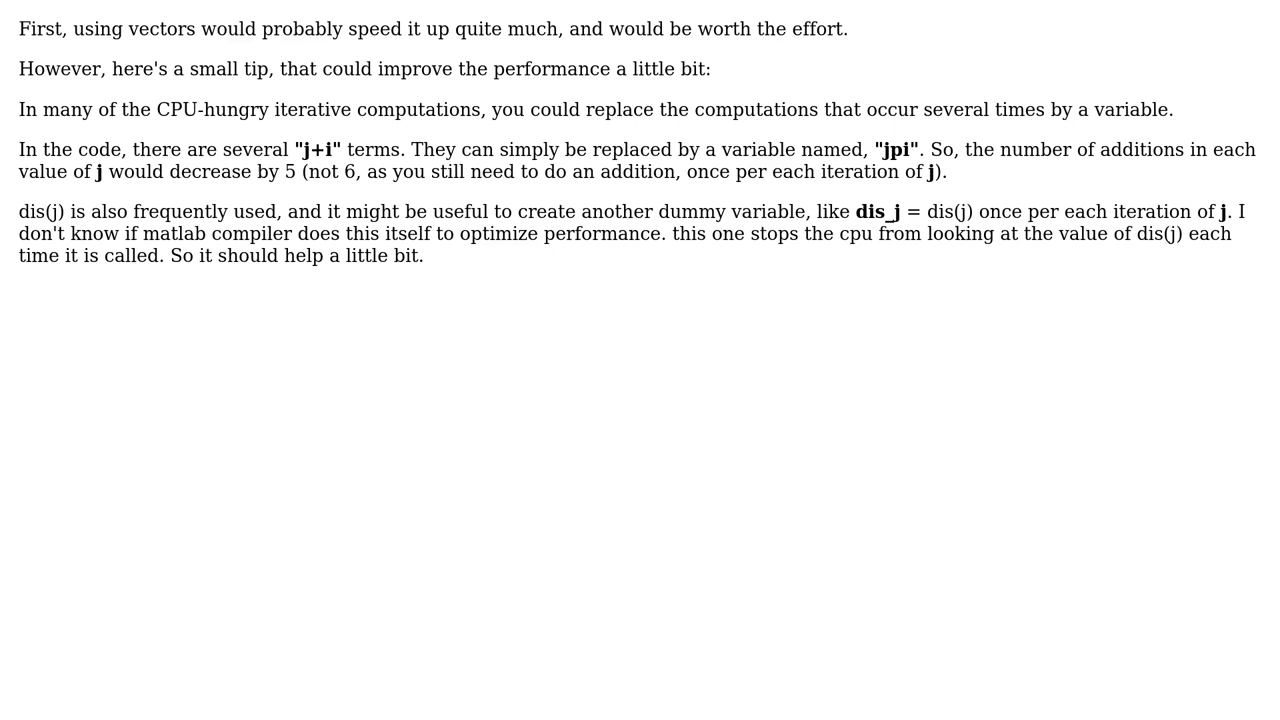 First, using vectors would probably speed it up quite much, and would be worth the effort.
However, here's a small tip, that could improve the performance a little bit:
In many of the CPU-hungry iterative computations, you could replace the computations that occur several times by a variable.
In the code, there are several "j+i" terms. They can simply be replaced by a variable named, "jpi". So, the number of additions in each
value of j would decrease by 5 (not 6, as you still need to do an addition, once per each iteration of j).
dis(j) is also frequently used, and it might be useful to create another dummy variable, like dis_j = dis(j) once per each iteration of j. I
don't know if matlab compiler does this itself to optimize performance. this one stops the cpu from looking at the value of dis(j) each
time it is called. So it should help a little bit.